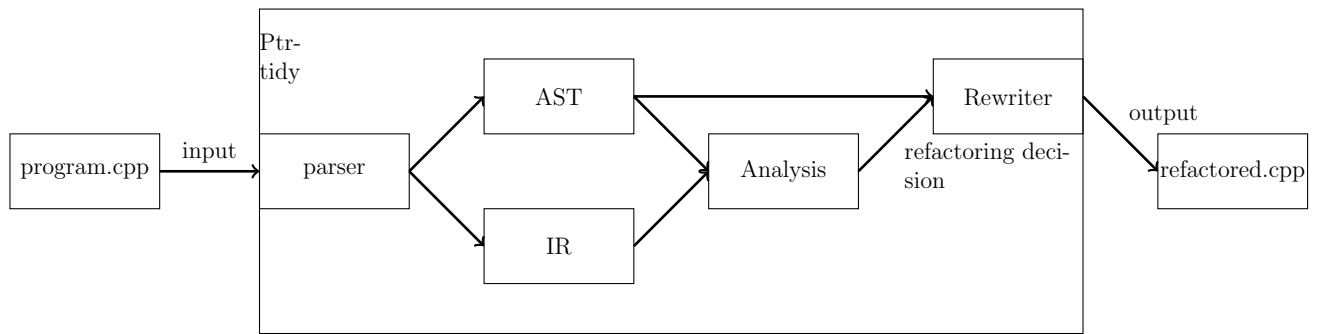 Ptr-
tidy
program.cpp
input
parser
AST
IR
Analysis
Rewriter
refactoring deci-
sion
output
refactored.cpp